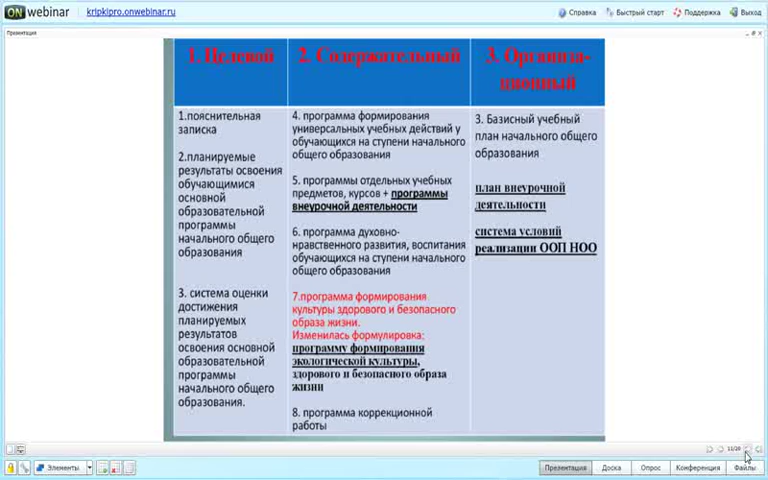 ON webinar
kripkipro.onwebinar.ru
Справка
Быстрый старт
Поддержка
Выход
Презентация
1. Целевой
2. Содержательный
3. Организа-
ционный
1.пояснительная
записка
2.планируемые
результаты освоения
обучающимися
основной
образовательной
программы
начального общего
образования
3. система оценки
достижения
планируемых
результатов
освоения основной
образовательной
программы
начального общего
образования.
4. программа формирования
универсальных учебных действий у
обучающихся на ступени начального
общего образования
5. программы отдельных учебных
предметов, курсов + программы
внеурочной деятельности
6. программа духовно-
нравственного развития, воспитания
обучающихся на ступени начального
общего образования
7.программа формирования
культуры здорового и безопасного
образа жизни.
Изменилась формулировка:
программу формирования
экологической культуры,
здорового и безопасного образа
жизни
8. программа коррекционной
работы
3. Базисный учебный
план начального общего
образования
план внеурочной
деятельности
система условий
реализации ООП НОО
11/20
Элементы
Презентация
Доска
Опрос
Конференция
Файлы